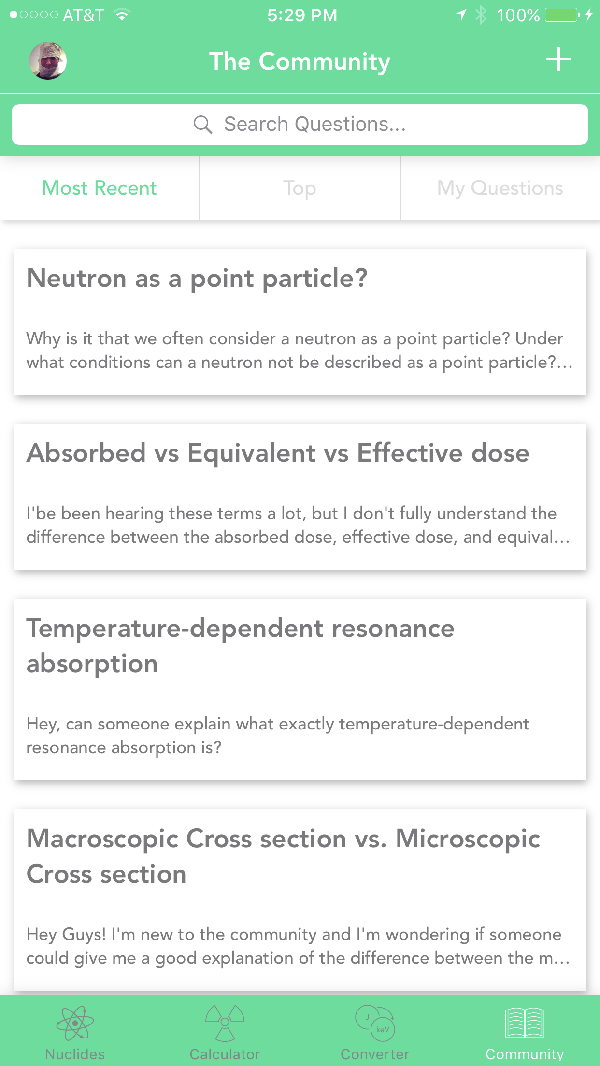 AT&T 5:29 PM 100%
The Community
Search Questions...
Most Recent Top My Questions
Neutron as a point particle?
Why is it that we often consider a neutron as a point particle? Under
what conditions can a neutron not be described as a point particle?...
Absorbed vs Equivalent vs Effective dose
I'be been hearing these terms a lot, but I don't fully understand the
difference between the absorbed dose, effective dose, and equival...
Temperature-dependent resonance
absorption
Hey, can someone explain what exactly temperature-dependent
resonance absorption is?
Macroscopic Cross section vs. Microscopic
Cross section
Hey Guys! I'm new to the community and I'm wondering if someone
could give me a good explanation of the difference between the m...
J
keV
Nuclides Calculator Converter Community